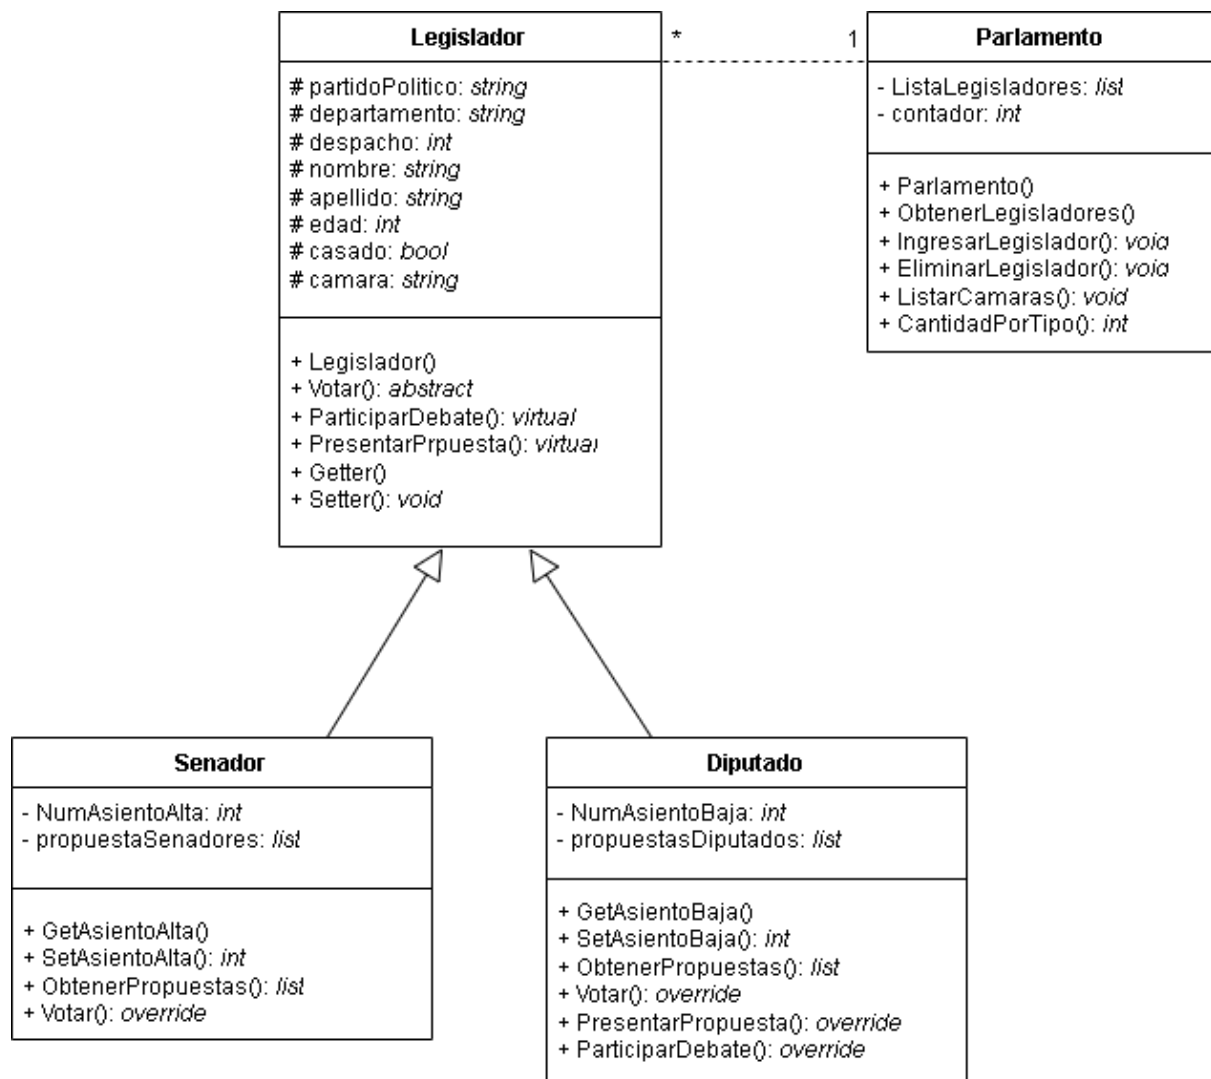 Legislador
# partidoPolitico: string
# departamento: string
# despacho: int
# nombre: string
# apellido: string
# edad: int
# casado: bool
# camara: string
+ Legislador()
+ Votar(): abstract
+ ParticiparDebate(): virtual
+ PresentarPrpuesta(): virtual
+ Getter()
+ Setter(): void
*
1
Parlamento
- ListaLegisladores: list
- contador: int
+ Parlamento()
+ ObtenerLegisladores()
+ IngresarLegislador(): void
+ EliminarLegislador(): void
+ ListarCamaras(): void
+ CantidadPorTipo(): int
Senador
- NumAsientoAlta: int
- propuestaSenadores: list
+ GetAsientoAlta()
+ SetAsientoAlta(): int
+ ObtenerPropuestas(): list
+ Votar(): override
Diputado
- NumAsientoBaja: int
- propuestasDiputados: list
+ GetAsientoBaja()
+ SetAsientoBaja(): int
+ ObtenerPropuestas(): list
+ Votar(): override
+ PresentarPropuesta(): override
+ ParticiparDebate(): override